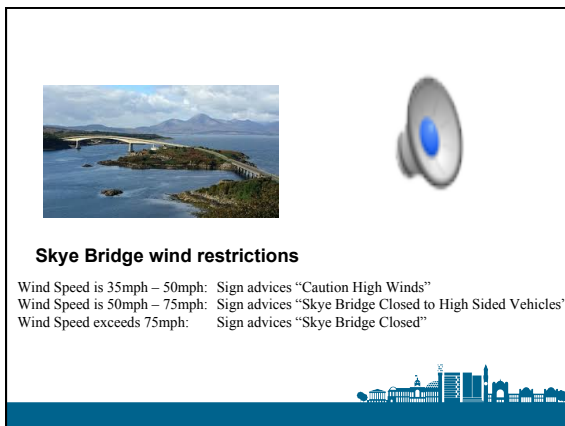 Skye Bridge wind restrictions
Wind Speed is 35mph – 50mph: Sign advices “Caution High Winds”
Wind Speed is 50mph – 75mph: Sign advices “Skye Bridge Closed to High Sided Vehicles”
Wind Speed exceeds 75mph: Sign advices “Skye Bridge Closed”